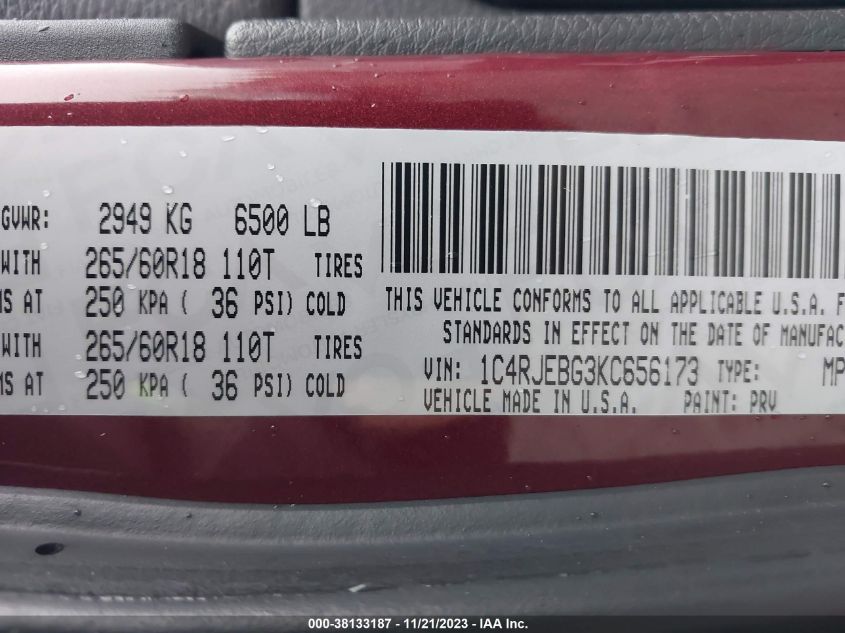 GVWR: 2949 KG 6500 LB
WITH 265/60R18 110T TIRES
MS AT 250 KPA ( 36 PSI) COLD
WITH 265/60R18 110T TIRES
MS AT 250 KPA ( 36 PSI) COLD
THIS VEHICLE CONFORMS TO ALL APPLICABLE U.S.A. F
STANDARDS IN EFFECT ON THE DATE OF MANUFAC
VIN: 1C4RJEBG3KC656173 TYPE: MP
VEHICLE MADE IN U.S.A. PAINT: PRV
000-38133187 - 11/21/2023 - IAA Inc.